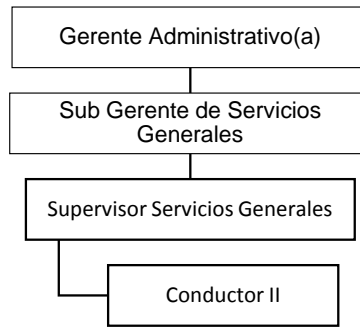 Gerente Administrativo(a)
Sub Gerente de Servicios
Generales
Supervisor Servicios Generales
Conductor II